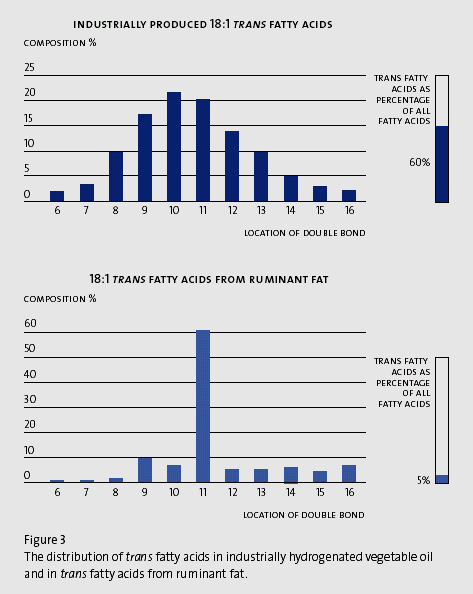 INDUSTRIALLY PRODUCED 18:1 TRANS FATTY ACIDS
COMPOSITION %
25
20
15
10
5
0
6 7 8 9 10 11 12 13 14 15 16
LOCATION OF DOUBLE BOND
TRANS FATTY
ACIDS AS
PERCENTAGE
OF ALL
FATTY ACIDS
60%
18:1 TRANS FATTY ACIDS FROM RUMINANT FAT
COMPOSITION %
60
50
40
30
20
10
0
6 7 8 9 10 11 12 13 14 15 16
LOCATION OF DOUBLE BOND
TRANS FATTY
ACIDS AS
PERCENTAGE
OF ALL
FATTY ACIDS
5%
Figure 3
The distribution of trans fatty acids in industrially hydrogenated vegetable oil
and in trans fatty acids from ruminant fat.